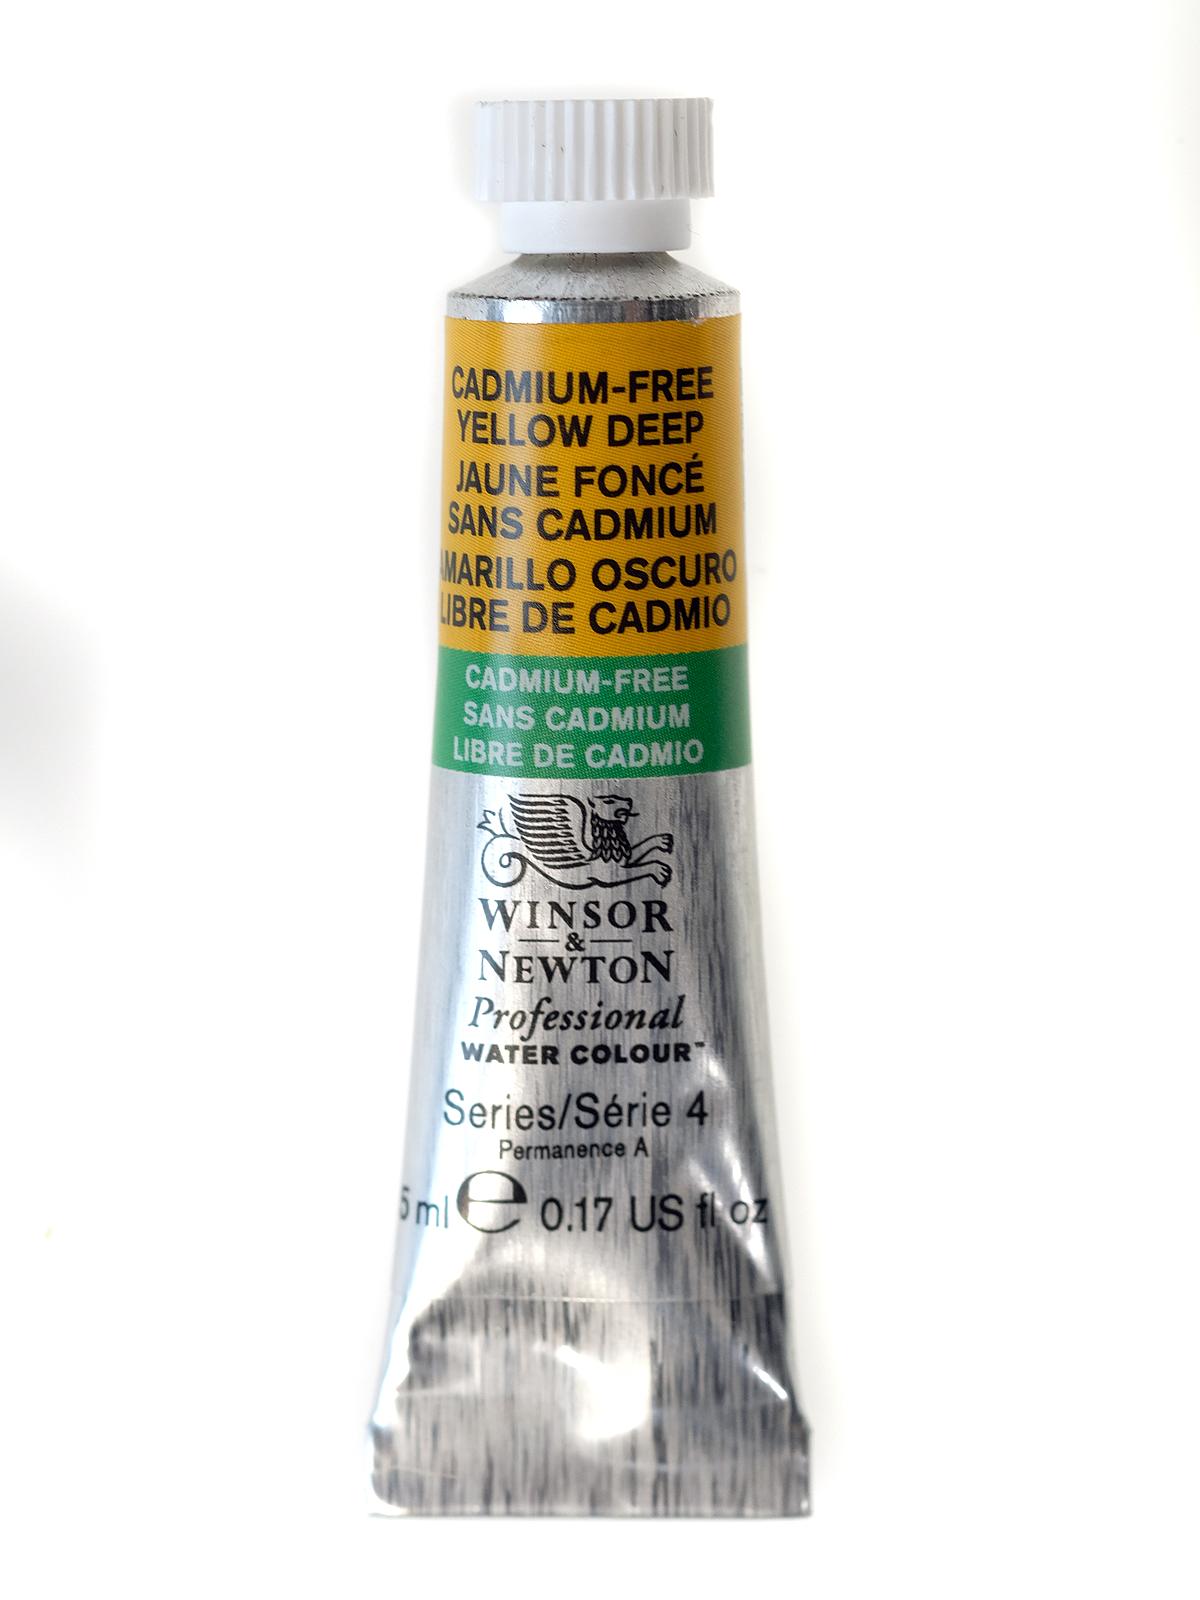 CADMIUM-FREE
YELLOW DEEP
JAUNE FONCÉ
SANS CADMIUM
AMARILLO OSCURO
LIBRE DE CADMIO
CADMIUM-FREE
SANS CADMIUM
LIBRE DE CADMIO
WINSOR
&
NEWTON
Professional
WATER COLOUR™
Series/Série 4
Permanence A
5 ml e 0.17 US fl oz